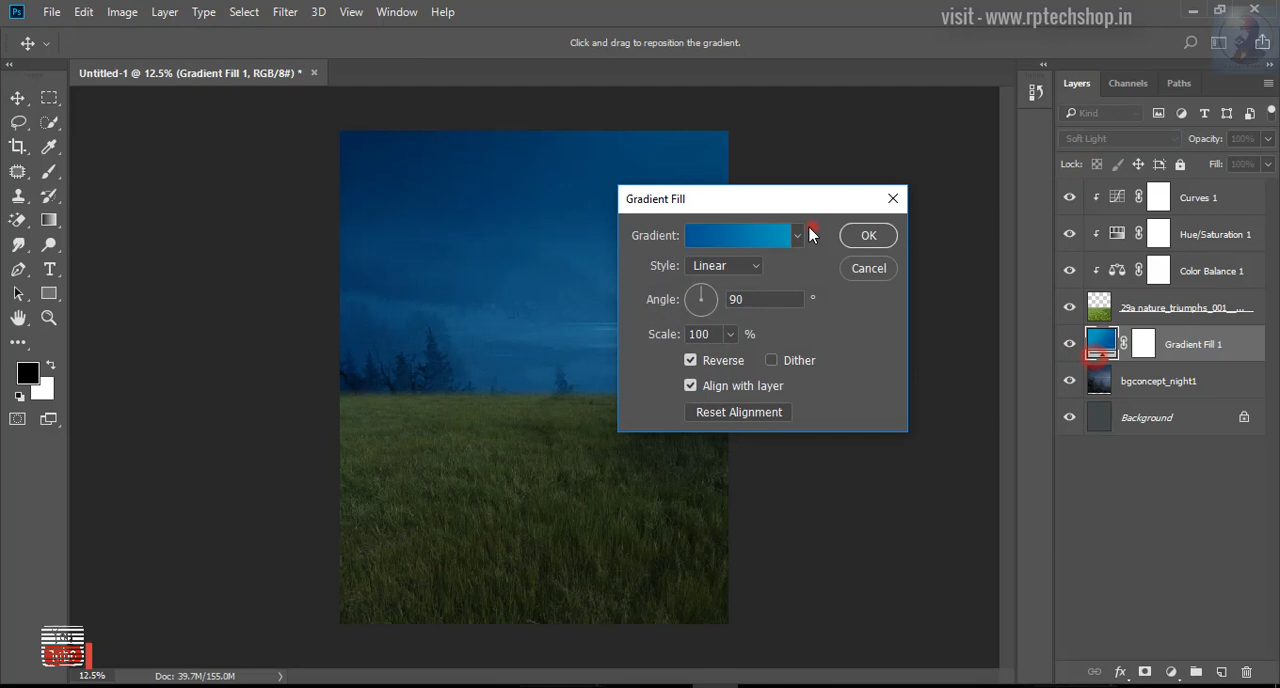 Ps File Edit Image Layer Type Select Filter 3D View Window Help
visit - www.rptechshop.in
Click and drag to reposition the gradient.
Untitled-1 @ 12.5% (Gradient Fill 1, RGB/8#) *
Layers Channels Paths
Kind
Soft Light Opacity: 100%
Lock: Fill: 100%
Curves 1
Hue/Saturation 1
Color Balance 1
29a nature_triumphs_001__...
Gradient Fill 1
bgconcept_night1
Background
Gradient Fill
Gradient: OK
Style: Linear Cancel
Angle: 90 °
Scale: 100 %
Reverse Dither
Align with layer
Reset Alignment
12.5% Doc: 39.7M/155.0M